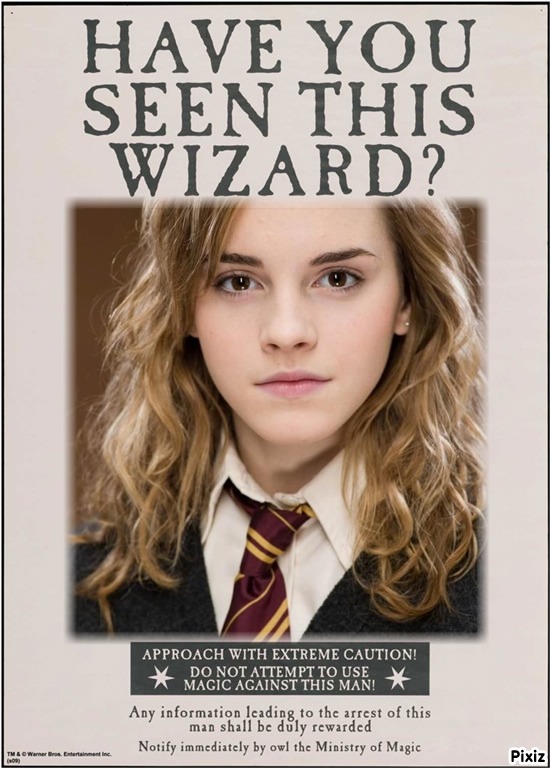 HAVE YOU
SEEN THIS
WIZARD?
APPROACH WITH EXTREME CAUTION!
DO NOT ATTEMPT TO USE
MAGIC AGAINST THIS MAN!
Any information leading to the arrest of this
man shall be duly rewarded
Notify immediately by owl the Ministry of Magic
TM & © Warner Bros. Entertainment Inc.
(s09)
Pixiz